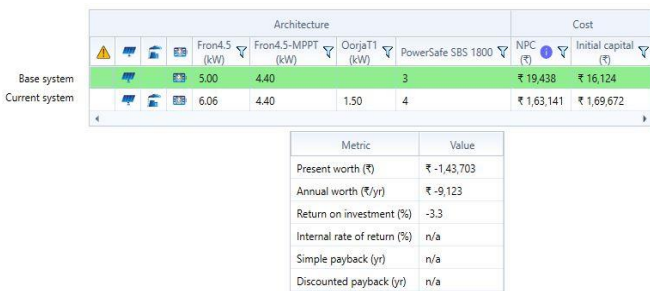 Architecture Cost
Fron4.5 (kW) Fron4.5-MPPT (kW) OorjaT1 (kW) PowerSafe SBS 1800 NPC (₹) Initial capital (₹)
Base system 5.00 4.40 3 ₹ 19,438 ₹ 16,124
Current system 6.06 4.40 1.50 4 ₹ 1,63,141 ₹ 1,69,672
Metric Value
Present worth (₹) ₹ -1,43,703
Annual worth (₹/yr) ₹ -9,123
Return on investment (%) -3.3
Internal rate of return (%) n/a
Simple payback (yr) n/a
Discounted payback (yr) n/a